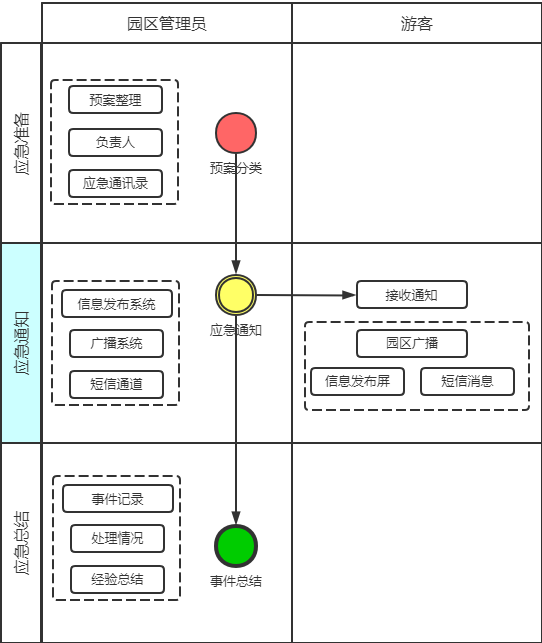 园区管理员
游客
应急准备
预案整理
负责人
应急通讯录
预案分类
应急通知
信息发布系统
广播系统
短信通道
应急通知
接收通知
园区广播
信息发布屏
短信消息
应急总结
事件记录
处理情况
经验总结
事件总结